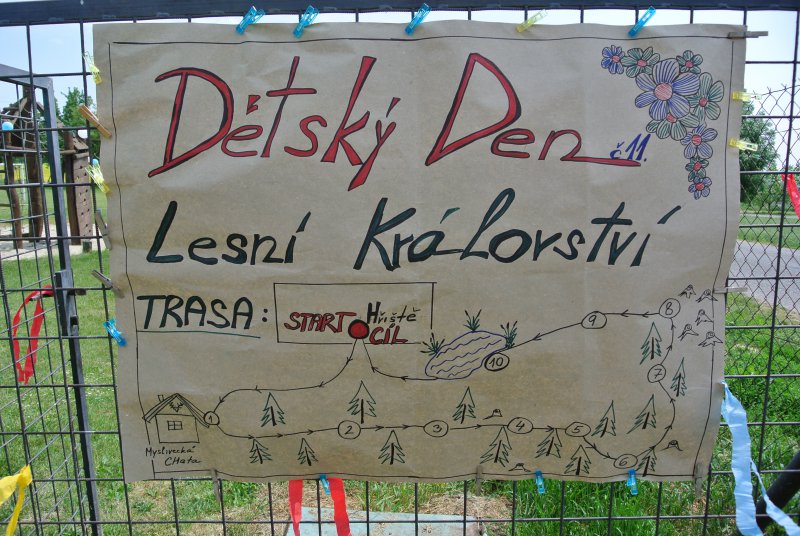 Dětský Den č.11.
Lesní Království
TRASA:
Hřiště
START CÍL
1
2
3
4
5
6
7
8
9
10
Myslivecká
CHata